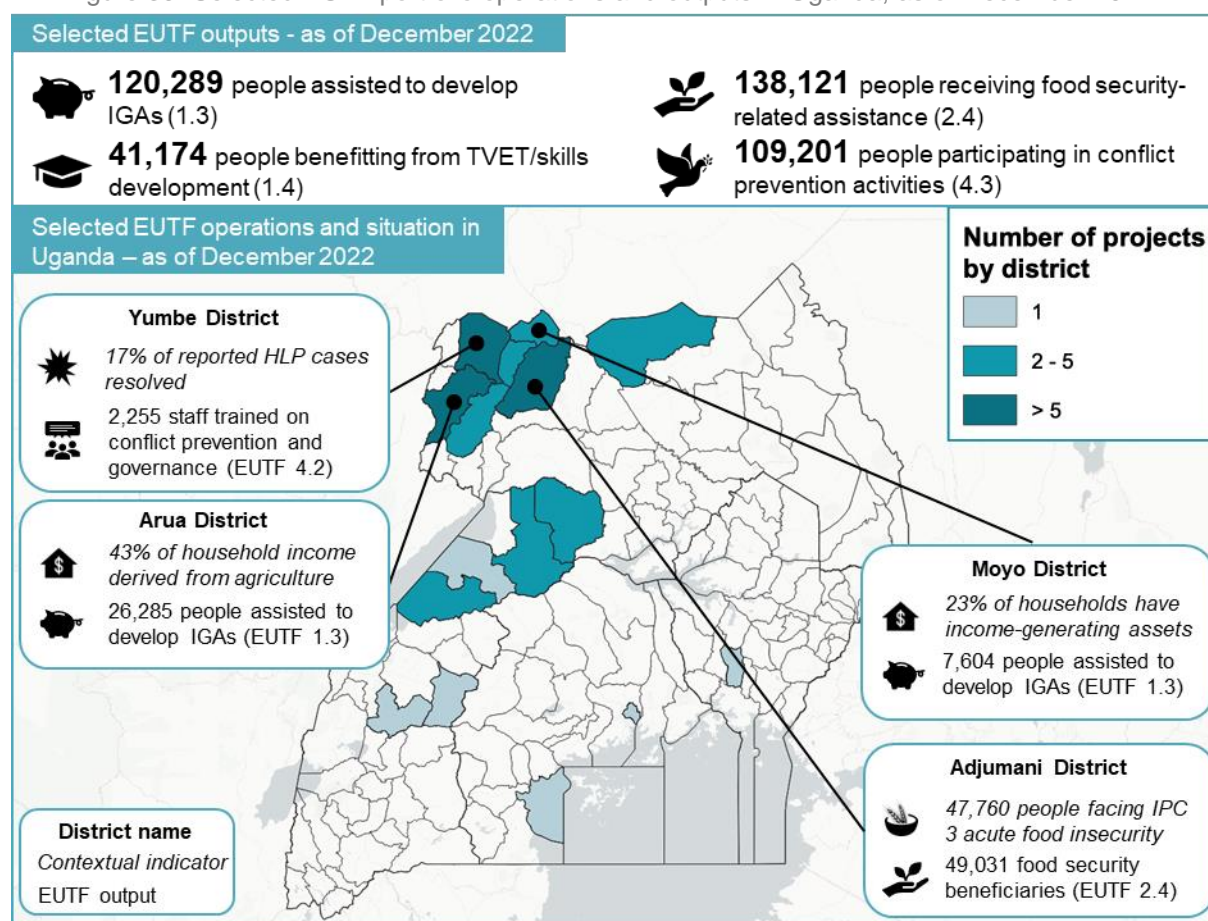 Selected EUTF outputs - as of December 2022
120,289 people assisted to develop
IGAs (1.3)
41,174 people benefitting from TVET/skills
development (1.4)
138,121 people receiving food security-
related assistance (2.4)
109,201 people participating in conflict
prevention activities (4.3)
Selected EUTF operations and situation in
Uganda – as of December 2022
Number of projects
by district
1
2 - 5
> 5
Yumbe District
17% of reported HLP cases
resolved
2,255 staff trained on
conflict prevention and
governance (EUTF 4.2)
Arua District
43% of household income
derived from agriculture
26,285 people assisted to
develop IGAs (EUTF 1.3)
Moyo District
23% of households have
income-generating assets
7,604 people assisted to
develop IGAs (EUTF 1.3)
Adjumani District
47,760 people facing IPC
3 acute food insecurity
49,031 food security
beneficiaries (EUTF 2.4)
District name
Contextual indicator
EUTF output